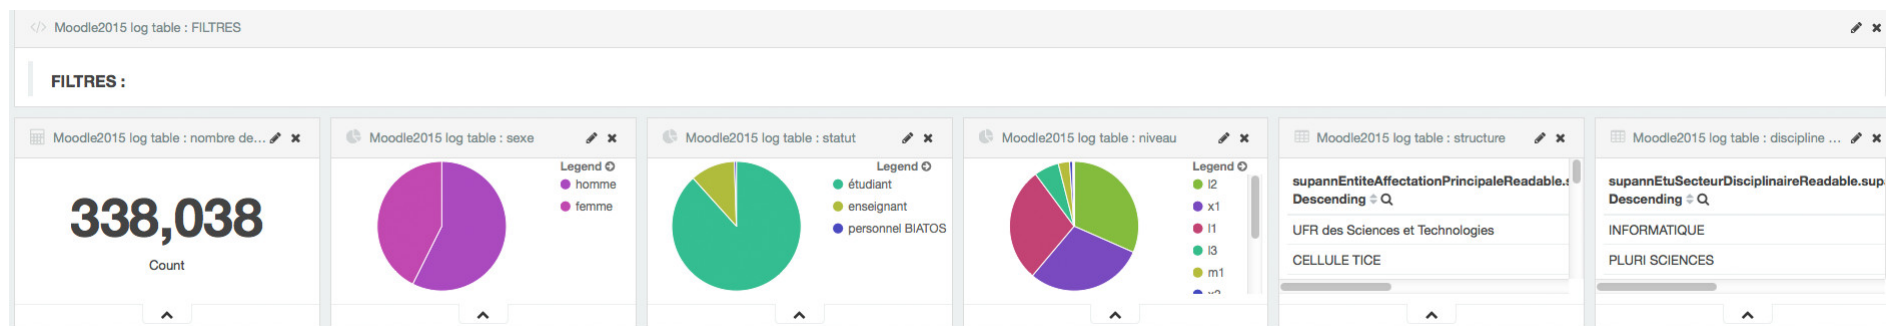 Moodle2015 log table : FILTRES
FILTRES :
Moodle2015 log table : nombre de...
338,038
Count
Moodle2015 log table : sexe
Legend
homme
femme
Moodle2015 log table : statut
Legend
étudiant
enseignant
personnel BIATOS
Moodle2015 log table : niveau
Legend
l2
x1
l1
l3
m1
Moodle2015 log table : structure
supannEntiteAffectationPrincipaleReadable.s
Descending
UFR des Sciences et Technologies
CELLULE TICE
Moodle2015 log table : discipline ...
supannEtuSecteurDisciplinaireReadable.supa
Descending
INFORMATIQUE
PLURI SCIENCES